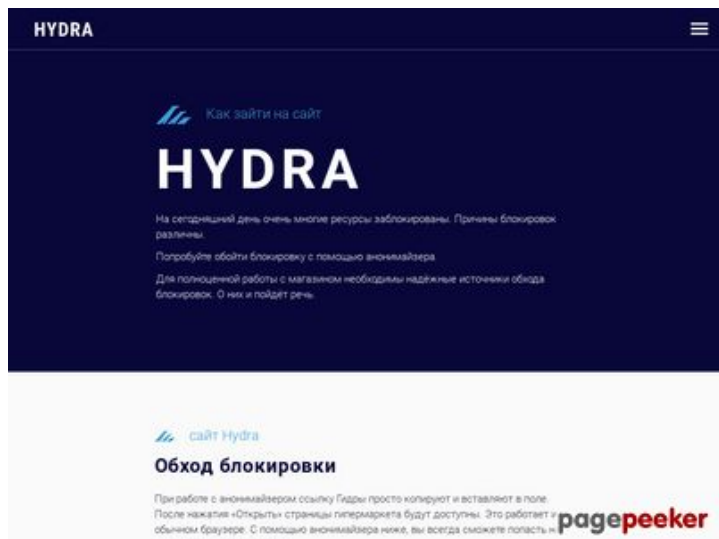 HYDRA
Как зайти на сайт
HYDRA
На сегодняшний день очень многие ресурсы заблокированы. Причины блокировок
различны.
Попробуйте обойти блокировку с помощью анонимайзера
Для полноценной работы с магазином необходимы надёжные источники обхода
блокировок. О них и пойдёт речь.
сайт Hydra
Обход блокировки
При работе с анонимайзером ссылку Гидры просто копируют и вставляют в поле.
После нажатия «Открыть» страницы гипермаркета будут доступны. Это работает и
обычном браузере. С помощью анонимайзера ниже, вы всегда сможете попасть н
pagepeeker